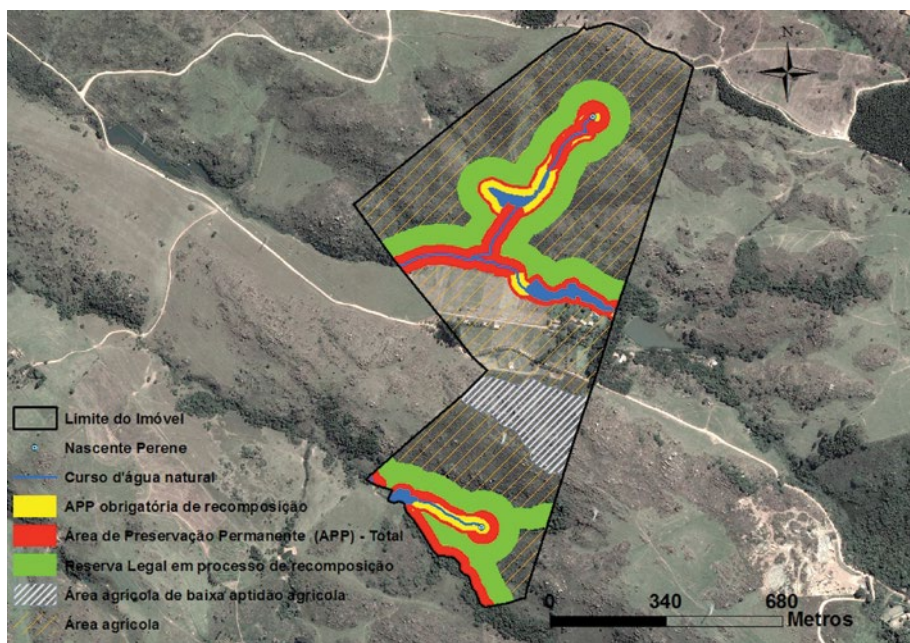 N
Limite do Imóvel
Nascente Perene
Curso d'água natural
APP obrigatória de recomposição
Área de Preservação Permanente (APP) - Total
Reserva Legal em processo de recomposição
Área agrícola de baixa aptidão agrícola
Área agrícola
0 340 680
Metros